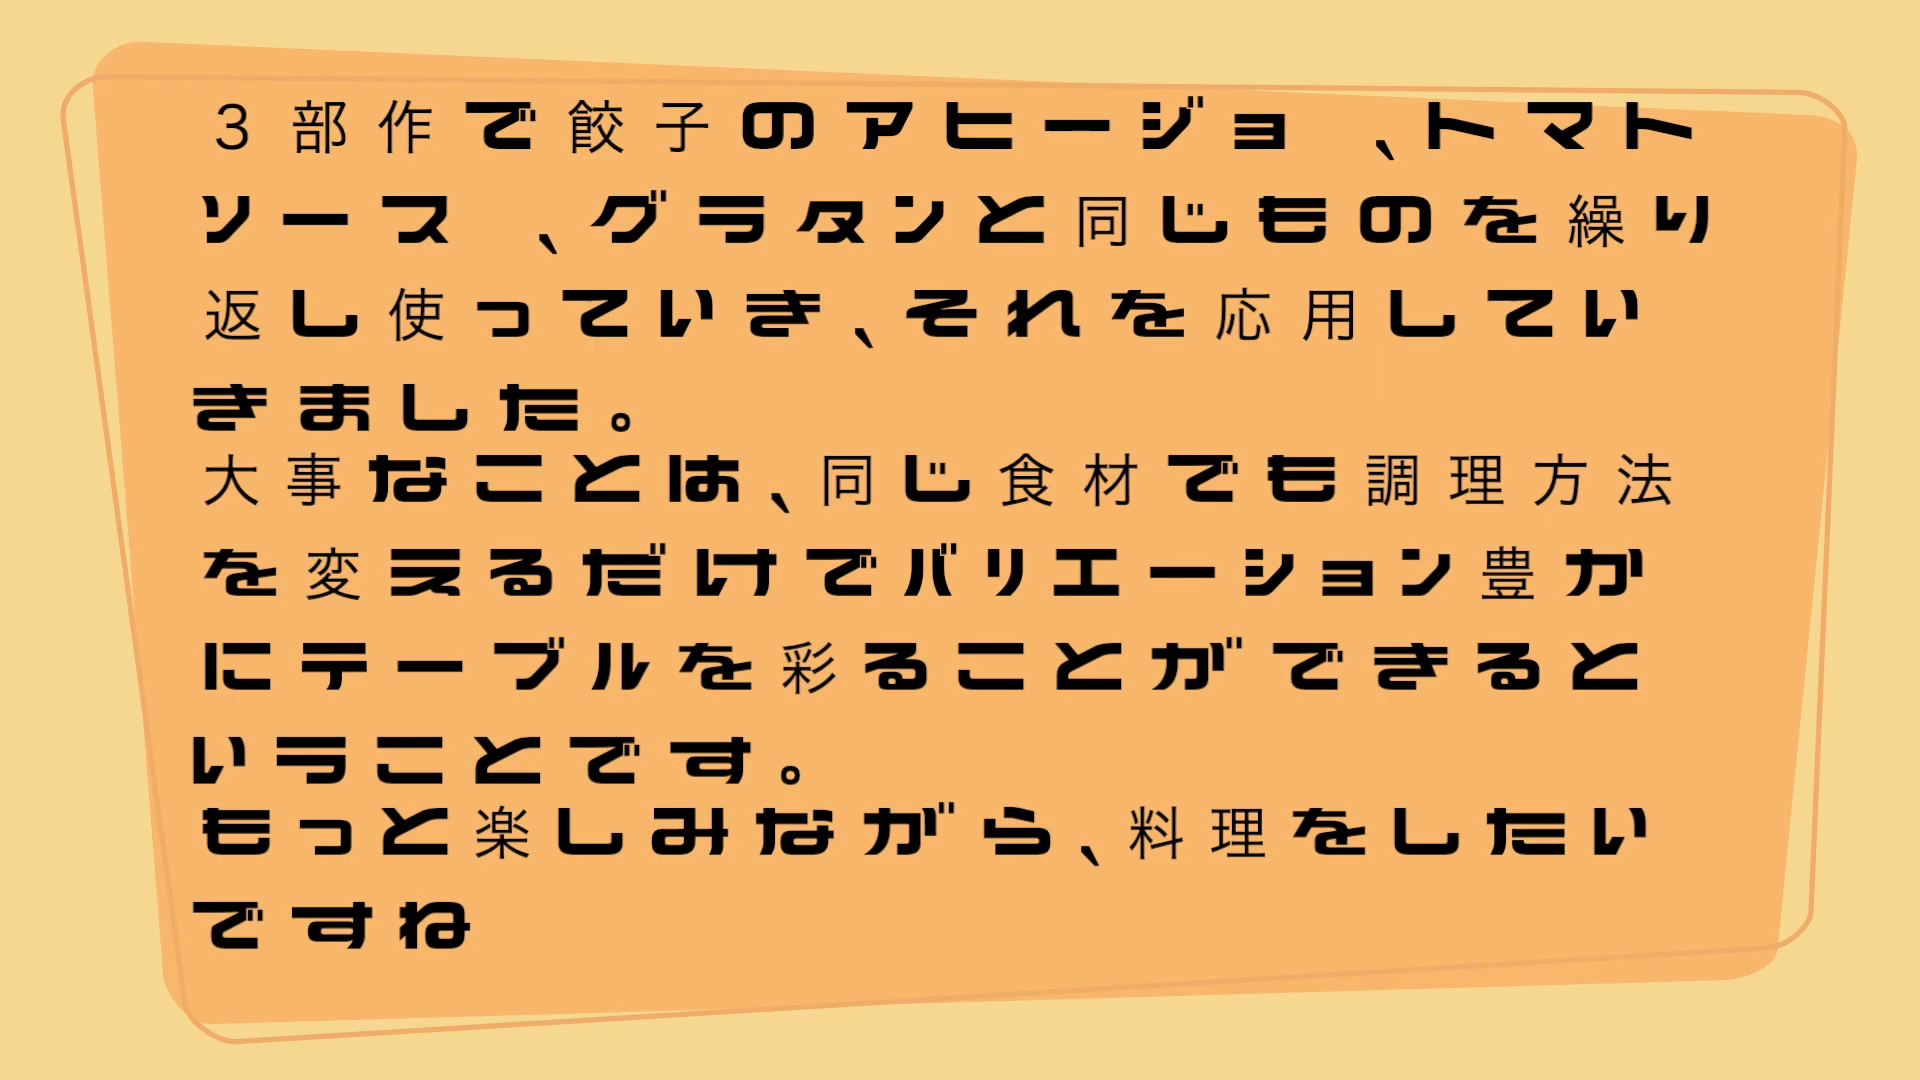 ３部作で餃子のアヒージョ、トマト
ソース、グラタンと同じものを繰り
返し使っていき、それを応用してい
きました。
大事なことは、同じ食材でも調理方法
を変えるだけでバリエーション豊か
にテーブルを彩ることができると
いうことです。
もっと楽しみながら、料理をしたい
ですね